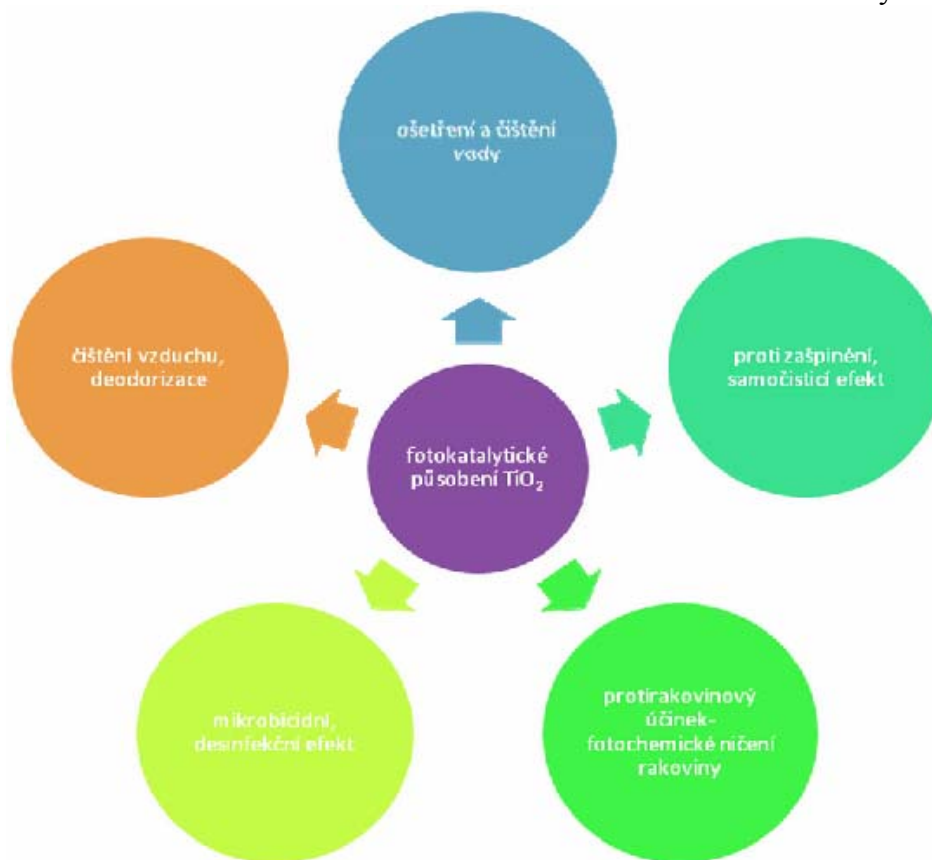 ošetření a čištění
vody
čištění vzduchu,
deodorizace
proti zašpinění,
samočisticí efekt
fotokatalytické
působení TiO₂
mikrobicidní,
desinfekční efekt
protirakovinový
účinek-
fotochemické ničení
rakoviny